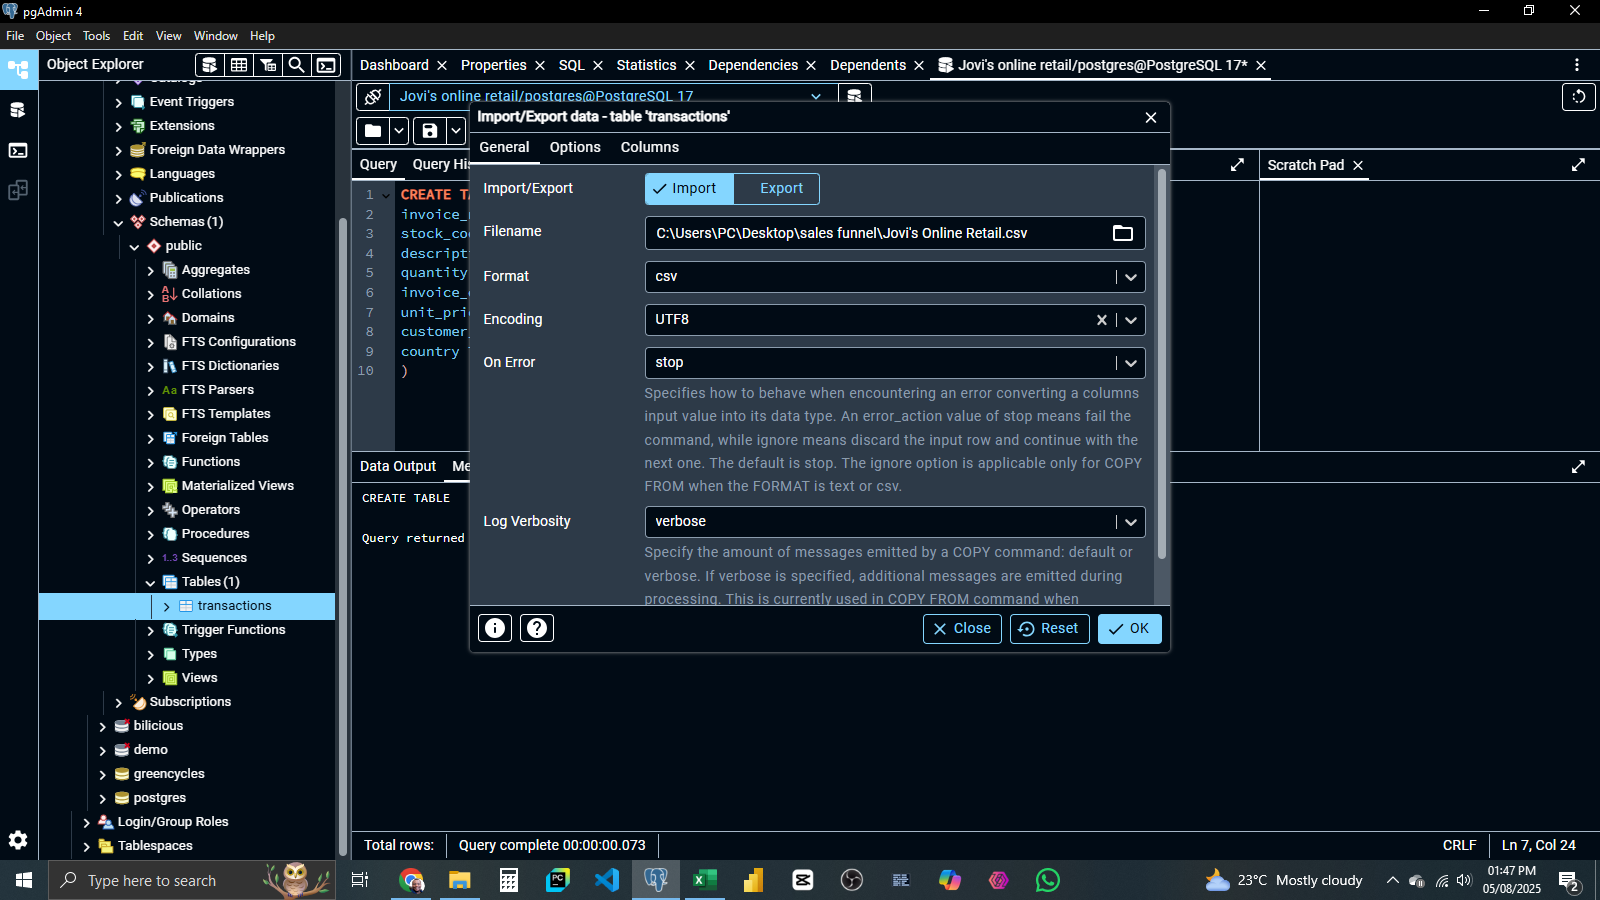 pgAdmin 4
File Object Tools Edit View Window Help
Object Explorer
Dashboard Properties SQL Statistics Dependencies Dependents Jovi's online retail/postgres@PostgreSQL 17*
Event Triggers
Extensions
Foreign Data Wrappers
Languages
Publications
Schemas (1)
public
Aggregates
Collations
Domains
FTS Configurations
FTS Dictionaries
FTS Parsers
FTS Templates
Foreign Tables
Functions
Materialized Views
Operators
Procedures
1..3 Sequences
Tables (1)
transactions
Trigger Functions
Types
Views
Subscriptions
bilicious
demo
greencycles
postgres
Login/Group Roles
Tablespaces
Jovi's online retail/postgres@PostgreSQL 17
Query Query His
Scratch Pad
1 CREATE TA
2 invoice_
3 stock_co
4 descript
5 quantity
6 invoice_
7 unit_pri
8 customer
9 country
10 )
Data Output Me
CREATE TABLE
Query returned
Import/Export data - table 'transactions'
General Options Columns
Import/Export Import Export
Filename C:\Users\PC\Desktop\sales funnel\Jovi's Online Retail.csv
Format csv
Encoding UTF8
On Error stop
Specifies how to behave when encountering an error converting a columns
input value into its data type. An error_action value of stop means fail the
command, while ignore means discard the input row and continue with the
next one. The default is stop. The ignore option is applicable only for COPY
FROM when the FORMAT is text or csv.
Log Verbosity verbose
Specify the amount of messages emitted by a COPY command: default or
verbose. If verbose is specified, additional messages are emitted during
processing. This is currently used in COPY FROM command when
Close Reset OK
Total rows: Query complete 00:00:00.073 CRLF Ln 7, Col 24
Type here to search
23°C Mostly cloudy
01:47 PM
05/08/2025
2